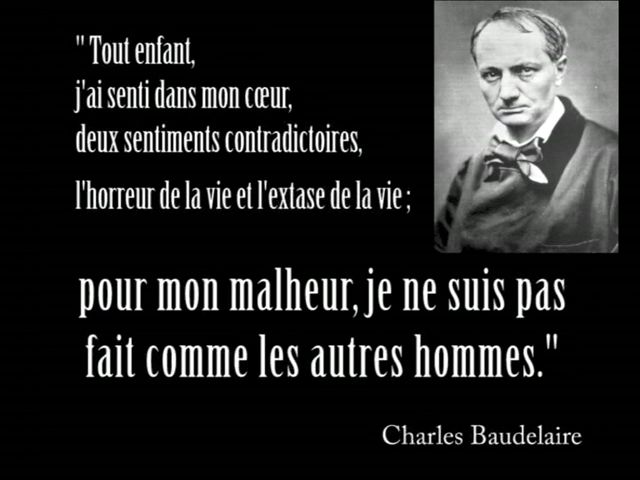 " Tout enfant,
j'ai senti dans mon cœur,
deux sentiments contradictoires,
l'horreur de la vie et l'extase de la vie ;
pour mon malheur, je ne suis pas
fait comme les autres hommes."
Charles Baudelaire